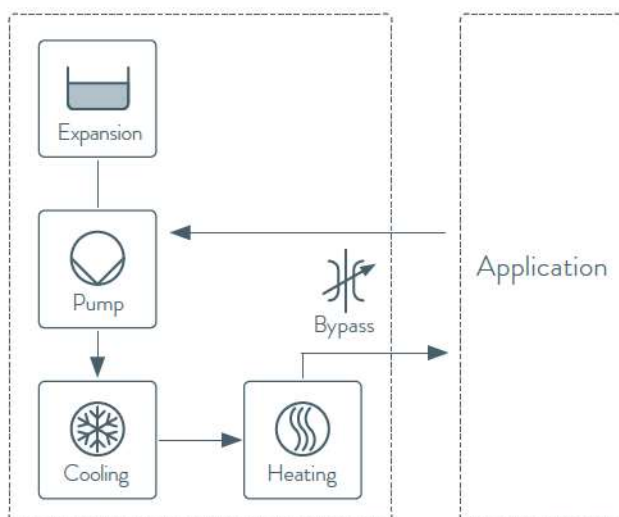 Expansion
Pump
Application
Bypass
Cooling
Heating